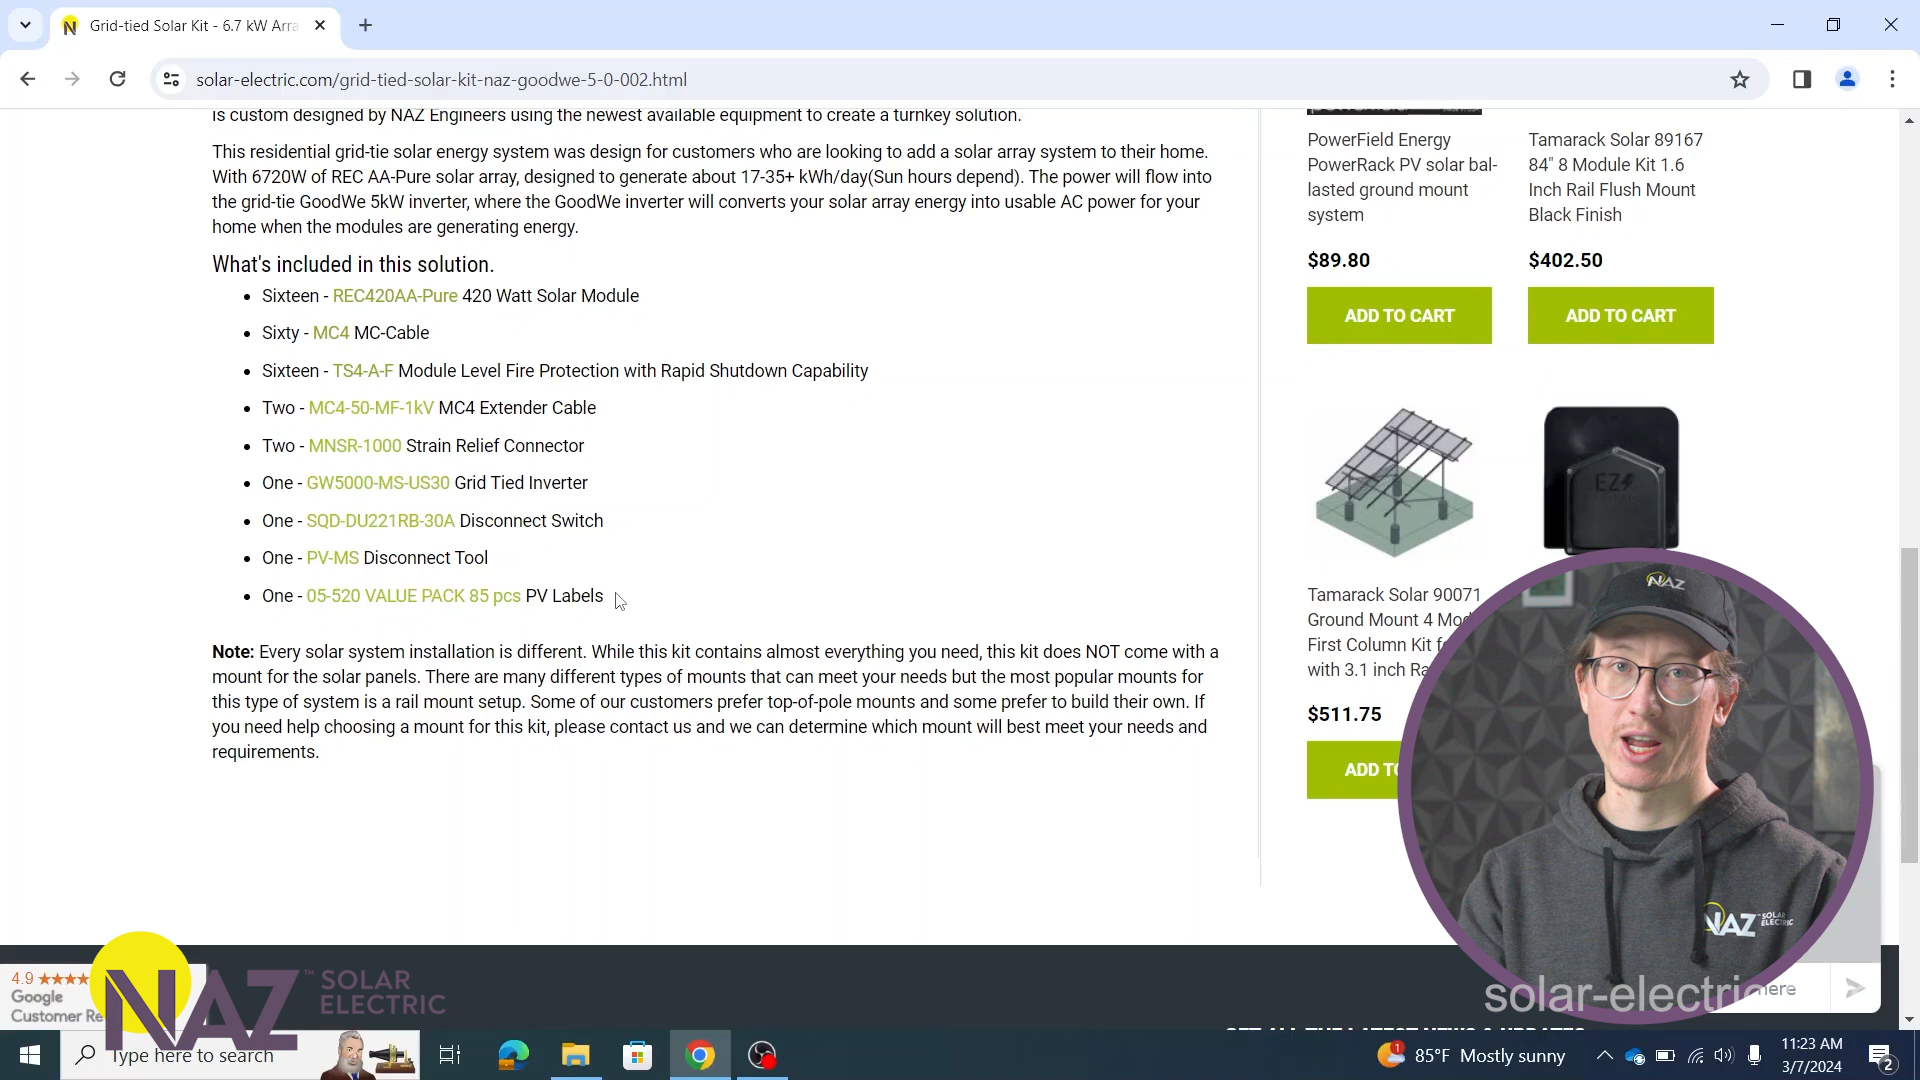 Grid-tied Solar Kit - 6.7 kW Arra
solar-electric.com/grid-tied-solar-kit-naz-goodwe-5-0-002.html
is custom designed by NAZ Engineers using the newest available equipment to create a turnkey solution.
This residential grid-tie solar energy system was design for customers who are looking to add a solar array system to their home.
With 6720W of REC AA-Pure solar array, designed to generate about 17-35+ kWh/day(Sun hours depend). The power will flow into
the grid-tie GoodWe 5kW inverter, where the GoodWe inverter will converts your solar array energy into usable AC power for your
home when the modules are generating energy.
What's included in this solution.
Sixteen - REC420AA-Pure 420 Watt Solar Module
Sixty - MC4 MC-Cable
Sixteen - TS4-A-F Module Level Fire Protection with Rapid Shutdown Capability
Two - MC4-50-MF-1kV MC4 Extender Cable
Two - MNSR-1000 Strain Relief Connector
One - GW5000-MS-US30 Grid Tied Inverter
One - SQD-DU221RB-30A Disconnect Switch
One - PV-MS Disconnect Tool
One - 05-520 VALUE PACK 85 pcs PV Labels
Note: Every solar system installation is different. While this kit contains almost everything you need, this kit does NOT come with a
mount for the solar panels. There are many different types of mounts that can meet your needs but the most popular mounts for
this type of system is a rail mount setup. Some of our customers prefer top-of-pole mounts and some prefer to build their own. If
you need help choosing a mount for this kit, please contact us and we can determine which mount will best meet your needs and
requirements.
PowerField Energy
PowerRack PV solar bal-
lasted ground mount
system
$89.80
ADD TO CART
Tamarack Solar 89167
84" 8 Module Kit 1.6
Inch Rail Flush Mount
Black Finish
$402.50
ADD TO CART
EZ
Tamarack Solar 90071
Ground Mount 4 Mod
First Column Kit f
with 3.1 inch Ra
$511.75
ADD TO
NAZ
NAZ SOLAR
ELECTRIC
solar-electric
here
4.9 ★★★★
Google
Customer Re
NAZ™ SOLAR
ELECTRIC
GET ALL THE LATEST NEWS & UPDATES
Type here to search
1
85°F Mostly sunny
11:23 AM
3/7/2024
2